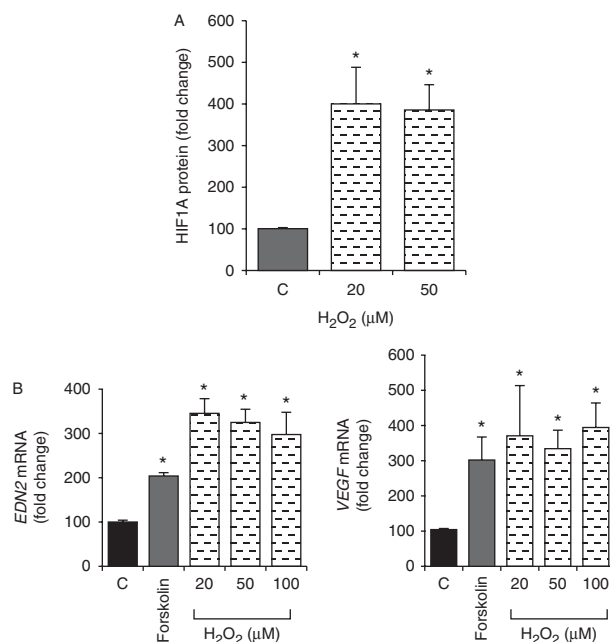 A
HIF1A protein (fold change)
600
500
400
300
200
100
0
*
*
C
20
50
H₂O₂ (μM)
B
EDN2 mRNA
(fold change)
400
300
200
100
0
*
*
*
*
C
Forskolin
20
50
100
H₂O₂ (μM)
VEGF mRNA
(fold change)
600
500
400
300
200
100
0
*
*
*
*
C
Forskolin
20
50
100
H₂O₂ (μM)